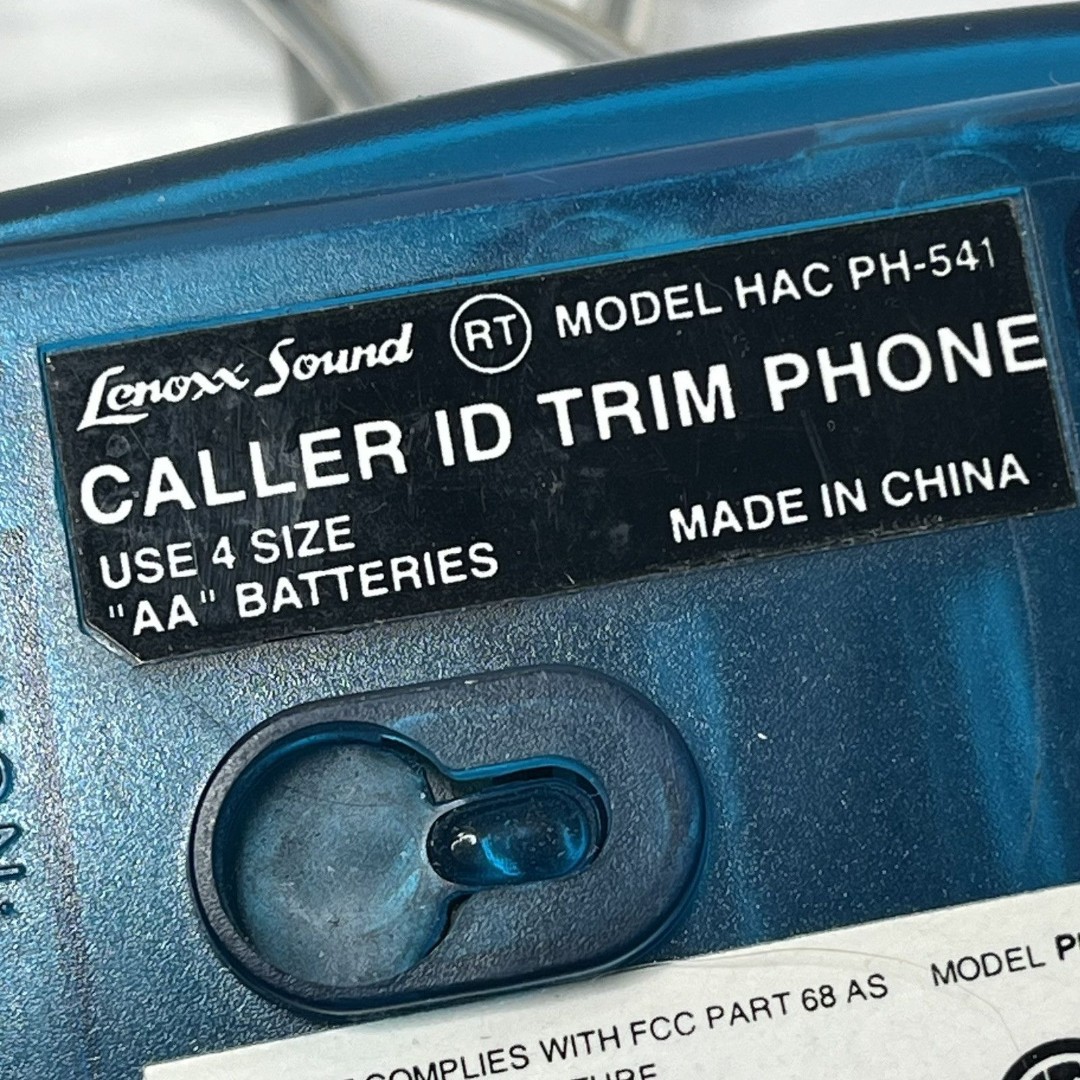 Lenoxx Sound RT MODEL HAC PH-541
CALLER ID TRIM PHONE
USE 4 SIZE
"AA" BATTERIES
MADE IN CHINA
COMPLIES WITH FCC PART 68 AS MODEL